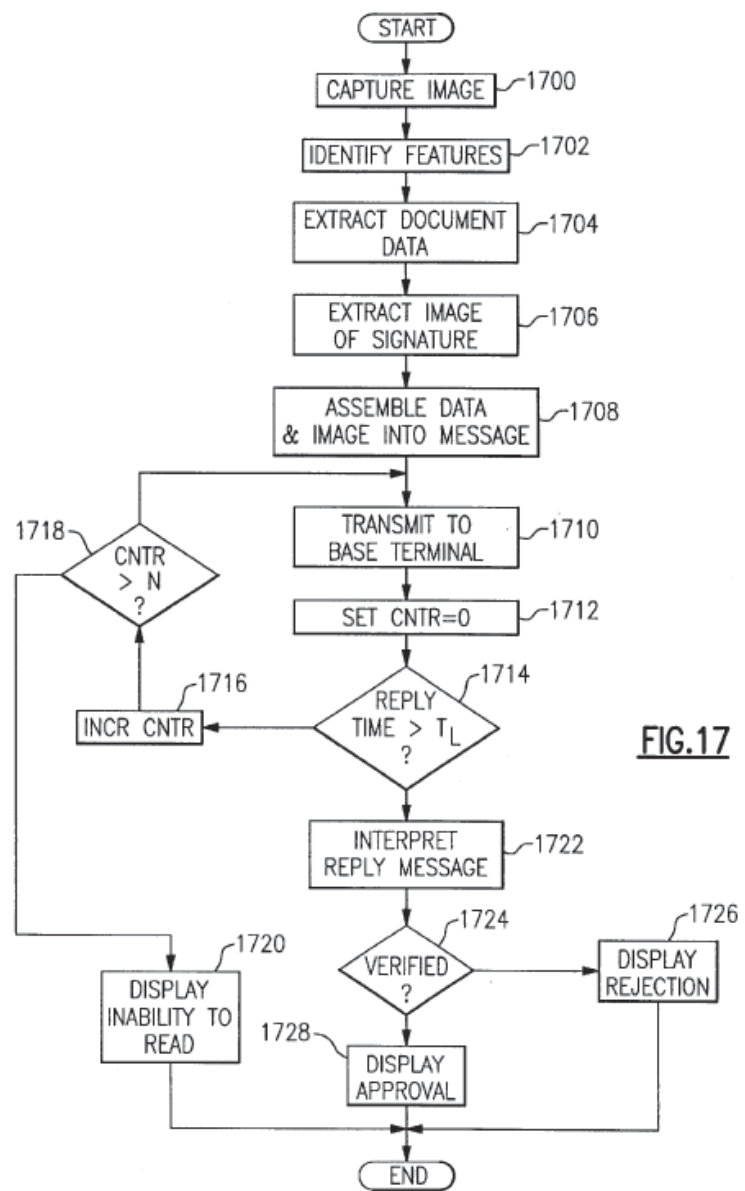 START
CAPTURE IMAGE
1700
IDENTIFY FEATURES
1702
EXTRACT DOCUMENT
DATA
1704
EXTRACT IMAGE
OF SIGNATURE
1706
ASSEMBLE DATA
& IMAGE INTO MESSAGE
1708
TRANSMIT TO
BASE TERMINAL
1710
1718
CNTR
> N
?
SET CNTR=0
1712
1714
REPLY
TIME > T_L
?
1716
INCR CNTR
FIG.17
INTERPRET
REPLY MESSAGE
1722
1724
VERIFIED
?
1726
DISPLAY
REJECTION
1720
DISPLAY
INABILITY TO
READ
1728
DISPLAY
APPROVAL
END